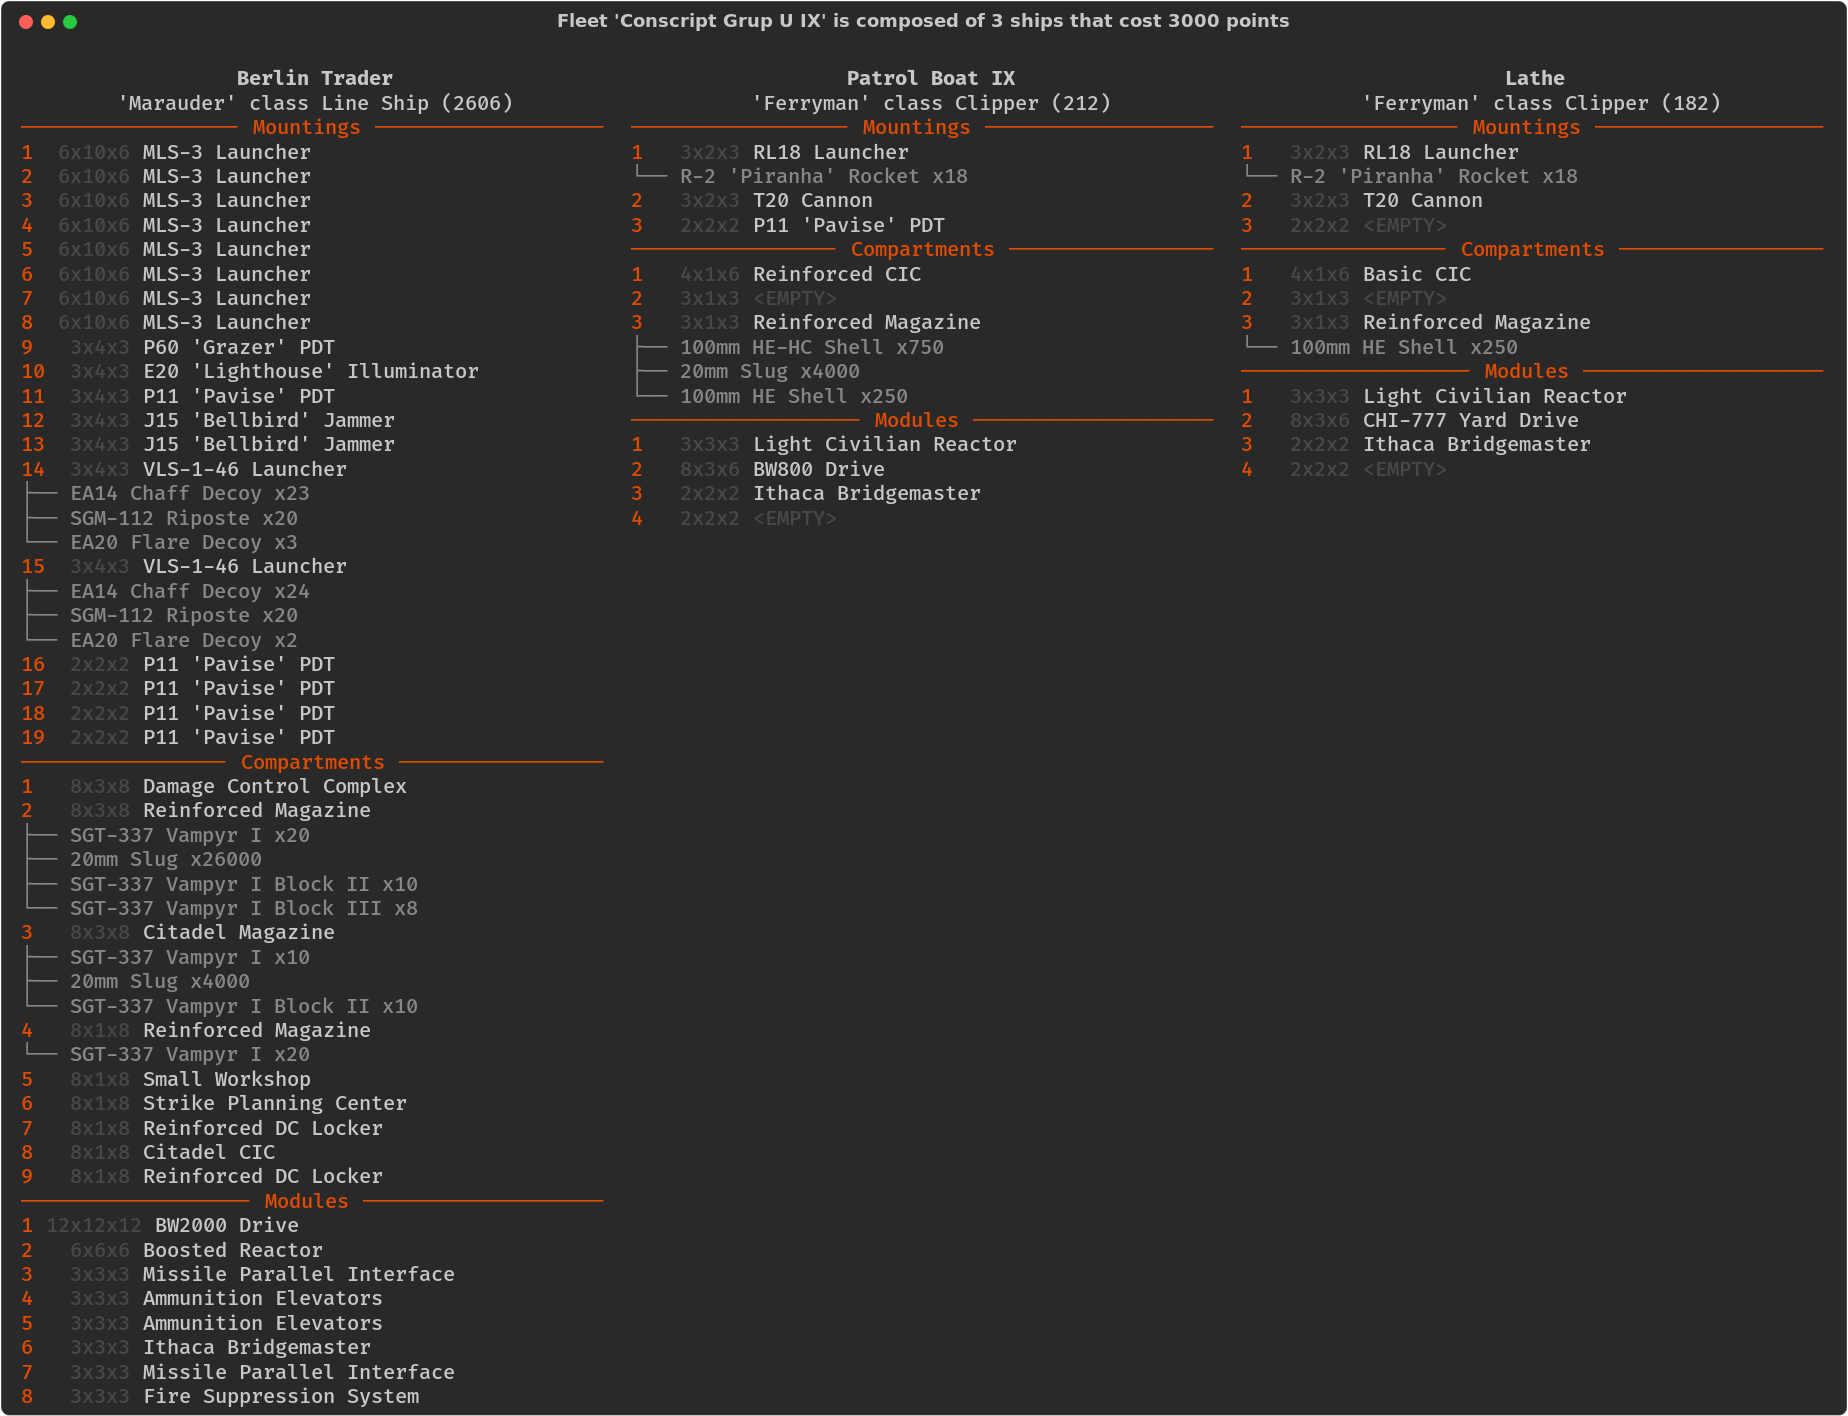 Fleet 'Conscript Grup U IX' is composed of 3 ships that cost 3000 points
Berlin Trader
'Marauder' class Line Ship (2606)
Mountings
1 6x10x6 MLS-3 Launcher
2 6x10x6 MLS-3 Launcher
3 6x10x6 MLS-3 Launcher
4 6x10x6 MLS-3 Launcher
5 6x10x6 MLS-3 Launcher
6 6x10x6 MLS-3 Launcher
7 6x10x6 MLS-3 Launcher
8 6x10x6 MLS-3 Launcher
9 3x4x3 P60 'Grazer' PDT
10 3x4x3 E20 'Lighthouse' Illuminator
11 3x4x3 P11 'Pavise' PDT
12 3x4x3 J15 'Bellbird' Jammer
13 3x4x3 J15 'Bellbird' Jammer
14 3x4x3 VLS-1-46 Launcher
EA14 Chaff Decoy x23
SGM-112 Riposte x20
EA20 Flare Decoy x3
15 3x4x3 VLS-1-46 Launcher
EA14 Chaff Decoy x24
SGM-112 Riposte x20
EA20 Flare Decoy x2
16 2x2x2 P11 'Pavise' PDT
17 2x2x2 P11 'Pavise' PDT
18 2x2x2 P11 'Pavise' PDT
19 2x2x2 P11 'Pavise' PDT
Compartments
1 8x3x8 Damage Control Complex
2 8x3x8 Reinforced Magazine
SGT-337 Vampyr I x20
20mm Slug x26000
SGT-337 Vampyr I Block II x10
SGT-337 Vampyr I Block III x8
3 8x3x8 Citadel Magazine
SGT-337 Vampyr I x10
20mm Slug x4000
SGT-337 Vampyr I Block II x10
4 8x1x8 Reinforced Magazine
SGT-337 Vampyr I x20
5 8x1x8 Small Workshop
6 8x1x8 Strike Planning Center
7 8x1x8 Reinforced DC Locker
8 8x1x8 Citadel CIC
9 8x1x8 Reinforced DC Locker
Modules
1 12x12x12 BW2000 Drive
2 6x6x6 Boosted Reactor
3 3x3x3 Missile Parallel Interface
4 3x3x3 Ammunition Elevators
5 3x3x3 Ammunition Elevators
6 3x3x3 Ithaca Bridgemaster
7 3x3x3 Missile Parallel Interface
8 3x3x3 Fire Suppression System
Patrol Boat IX
'Ferryman' class Clipper (212)
Mountings
1 3x2x3 RL18 Launcher
R-2 'Piranha' Rocket x18
2 3x2x3 T20 Cannon
3 2x2x2 P11 'Pavise' PDT
Compartments
1 4x1x6 Reinforced CIC
2 3x1x3 <EMPTY>
3 3x1x3 Reinforced Magazine
100mm HE-HC Shell x750
20mm Slug x4000
100mm HE Shell x250
Modules
1 3x3x3 Light Civilian Reactor
2 8x3x6 BW800 Drive
3 2x2x2 Ithaca Bridgemaster
4 2x2x2 <EMPTY>
Lathe
'Ferryman' class Clipper (182)
Mountings
1 3x2x3 RL18 Launcher
R-2 'Piranha' Rocket x18
2 3x2x3 T20 Cannon
3 2x2x2 <EMPTY>
Compartments
1 4x1x6 Basic CIC
2 3x1x3 <EMPTY>
3 3x1x3 Reinforced Magazine
100mm HE Shell x250
Modules
1 3x3x3 Light Civilian Reactor
2 8x3x6 CHI-777 Yard Drive
3 2x2x2 Ithaca Bridgemaster
4 2x2x2 <EMPTY>